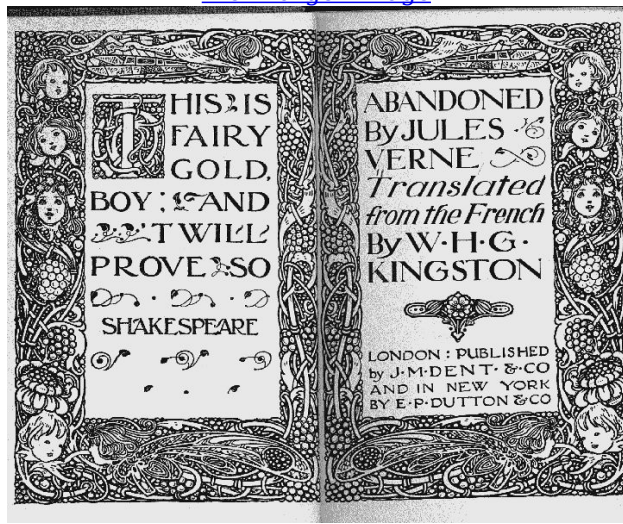 THIS IS
FAIRY
GOLD,
BOY; AND
'TWILL
PROVE SO
SHAKESPEARE
ABANDONED
By JULES
VERNE
Translated
from the French
By W·H·G·
KINGSTON
LONDON: PUBLISHED
by J·M·DENT·&·CO
AND IN NEW YORK
BY E·P·DUTTON &CO